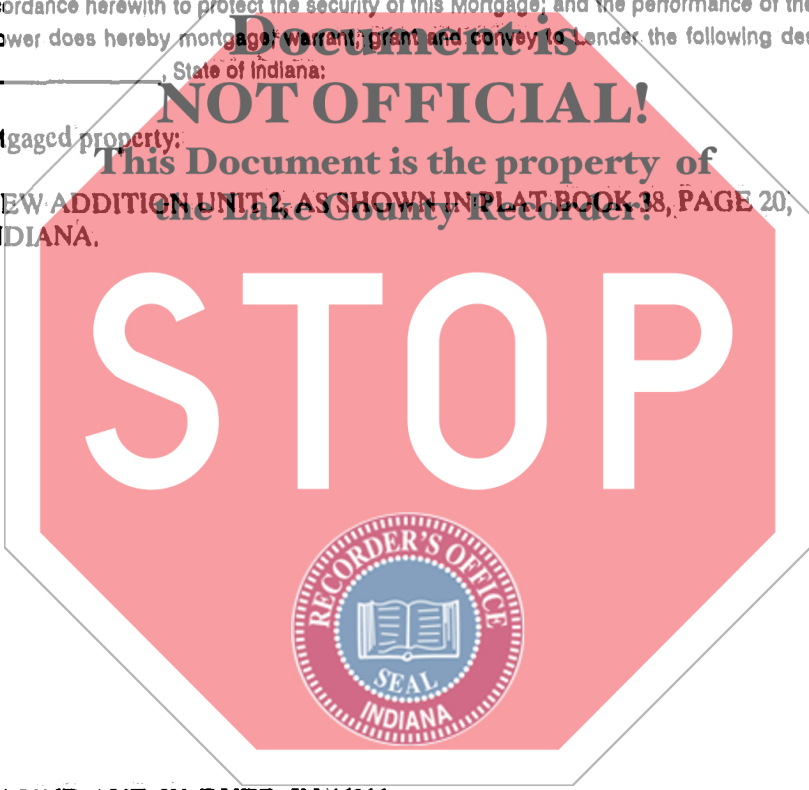 ordance herewith to protect the security of this Mortgage; and the performance of the
ower does hereby mortgage, warrant, grant and convey to Lender the following des
Document is
, State of Indiana:
NOT OFFICIAL!
tgaged property:
This Document is the property of
EW ADDITION UNIT 2, AS SHOWN IN PLAT BOOK 38, PAGE 20,
the Lake County Recorder!
DIANA.
STOP
RECORDER'S OFFICE
SEAL
INDIANA